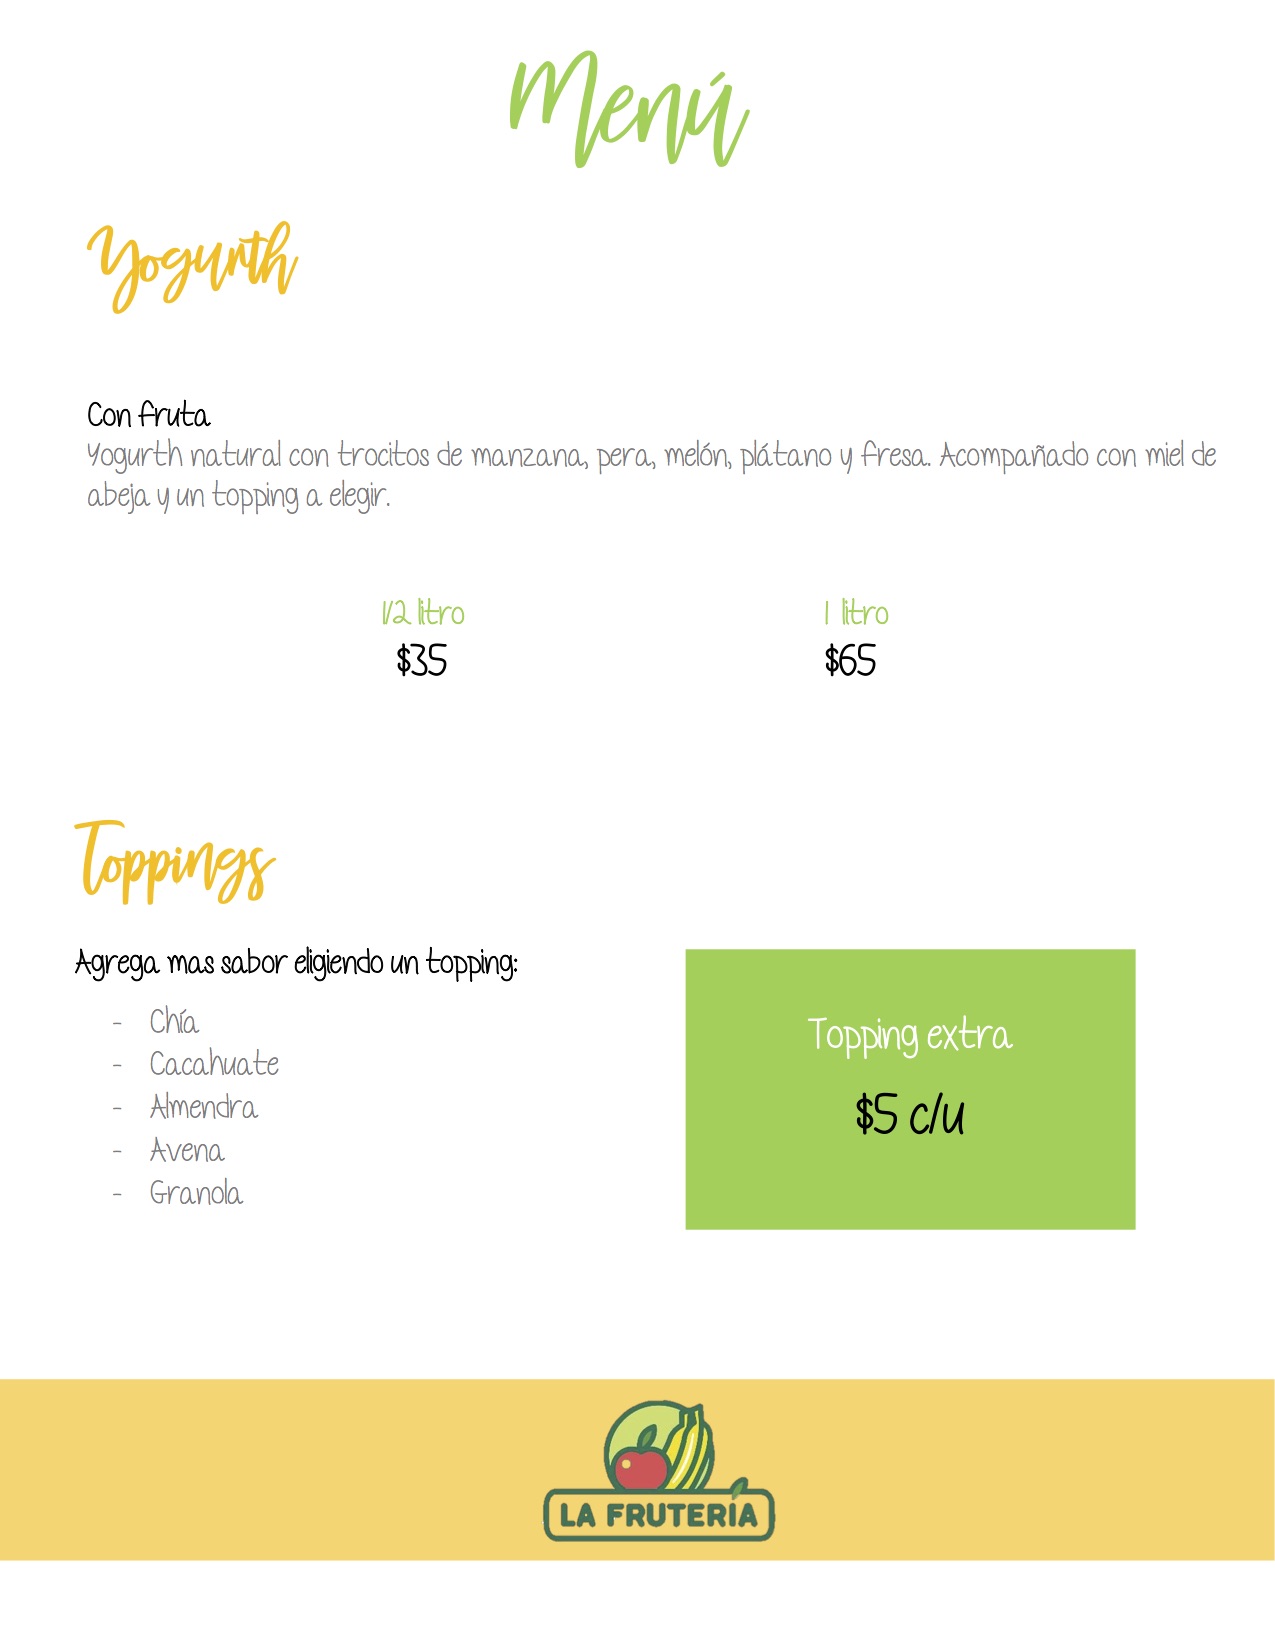 Menú
Yogurth
Con fruta
Yogurth natural con trocitos de manzana, pera, melón, plátano y fresa. Acompañado con miel de
abeja y un topping a elegir.
1/2 litro
$35
1 litro
$65
Toppings
Agrega mas sabor eligiendo un topping:
- Chía
- Cacahuate
- Almendra
- Avena
- Granola
Topping extra
$5 c/u
LA FRUTERÍA